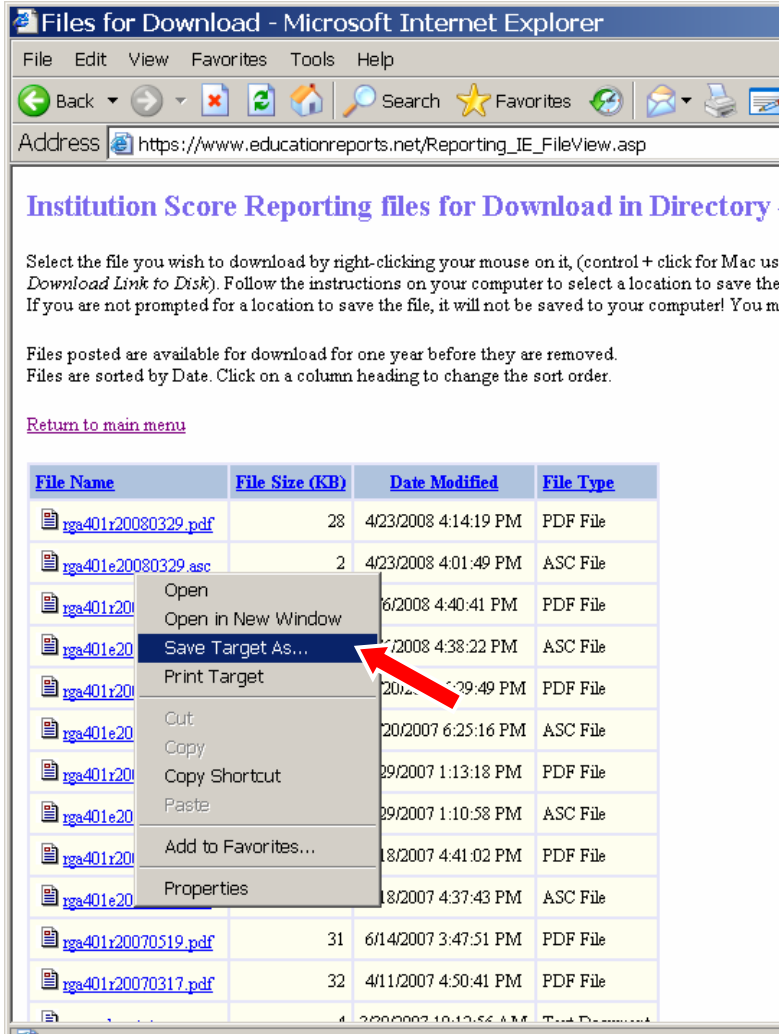 Files for Download - Microsoft Internet Explorer
File Edit View Favorites Tools Help
Back Search Favorites
Address https://www.educationreports.net/Reporting_IE_FileView.asp
Institution Score Reporting files for Download in Directory
Select the file you wish to download by right-clicking your mouse on it, (control + click for Mac us
Download Link to Disk). Follow the instructions on your computer to select a location to save the
If you are not prompted for a location to save the file, it will not be saved to your computer! You m
Files posted are available for download for one year before they are removed.
Files are sorted by Date. Click on a column heading to change the sort order.
Return to main menu
File Name File Size (KB) Date Modified File Type
rga401r20080329.pdf 28 4/23/2008 4:14:19 PM PDF File
rga401e20080329.asc 2 4/23/2008 4:01:49 PM ASC File
Open
rga401r20 /6/2008 4:40:41 PM PDF File
Open in New Window
rga401e20 /2008 4:38:22 PM ASC File
Save Target As...
Print Target
rga401r20 :29:49 PM PDF File
Cut
rga401e20 20/2007 6:25:16 PM ASC File
Copy
Copy Shortcut
rga401r20 29/2007 1:13:18 PM PDF File
Paste
rga401e20 29/2007 1:10:58 PM ASC File
Add to Favorites...
rga401r20 18/2007 4:41:02 PM PDF File
Properties
rga401e20 18/2007 4:37:43 PM ASC File
rga401r20070519.pdf 31 6/14/2007 3:47:51 PM PDF File
rga401r20070317.pdf 32 4/11/2007 4:50:41 PM PDF File